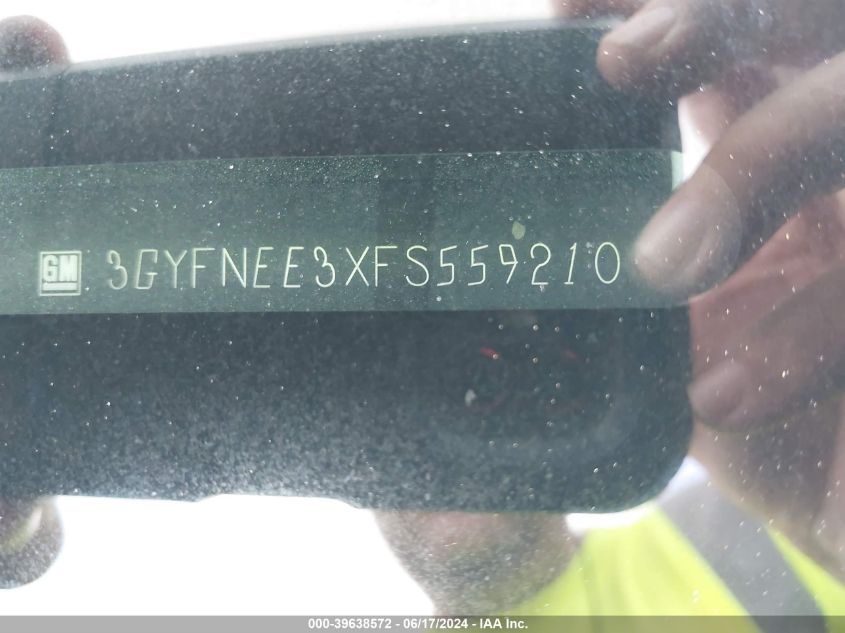 GM 3GYFNEE3XFS559210
000-39638572 - 06/17/2024 - IAA Inc.